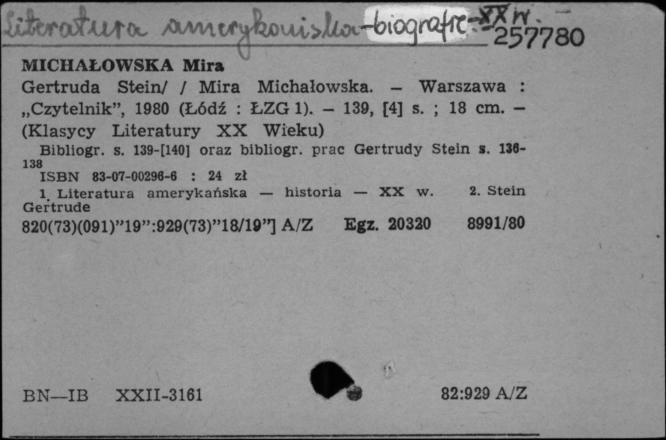 Literatura amerykańska - biografie - XX w.
257780
MICHAŁOWSKA Mira
Gertruda Stein/ / Mira Michałowska. — Warszawa :
„Czytelnik”, 1980 (Łódź : ŁZG 1). — 139, [4] s. ; 18 cm. —
(Klasycy Literatury XX Wieku)
Bibliogr. s. 139-[140] oraz bibliogr. prac Gertrudy Stein s. 136-
138
ISBN 83-07-00296-6 : 24 zł
1. Literatura amerykańska — historia — XX w. 2. Stein
Gertrude
820(73)(091)”19”:929(73)”18/19”] A/Z Egz. 20320 8991/80
BN—IB XXII-3161 82:929 A/Z